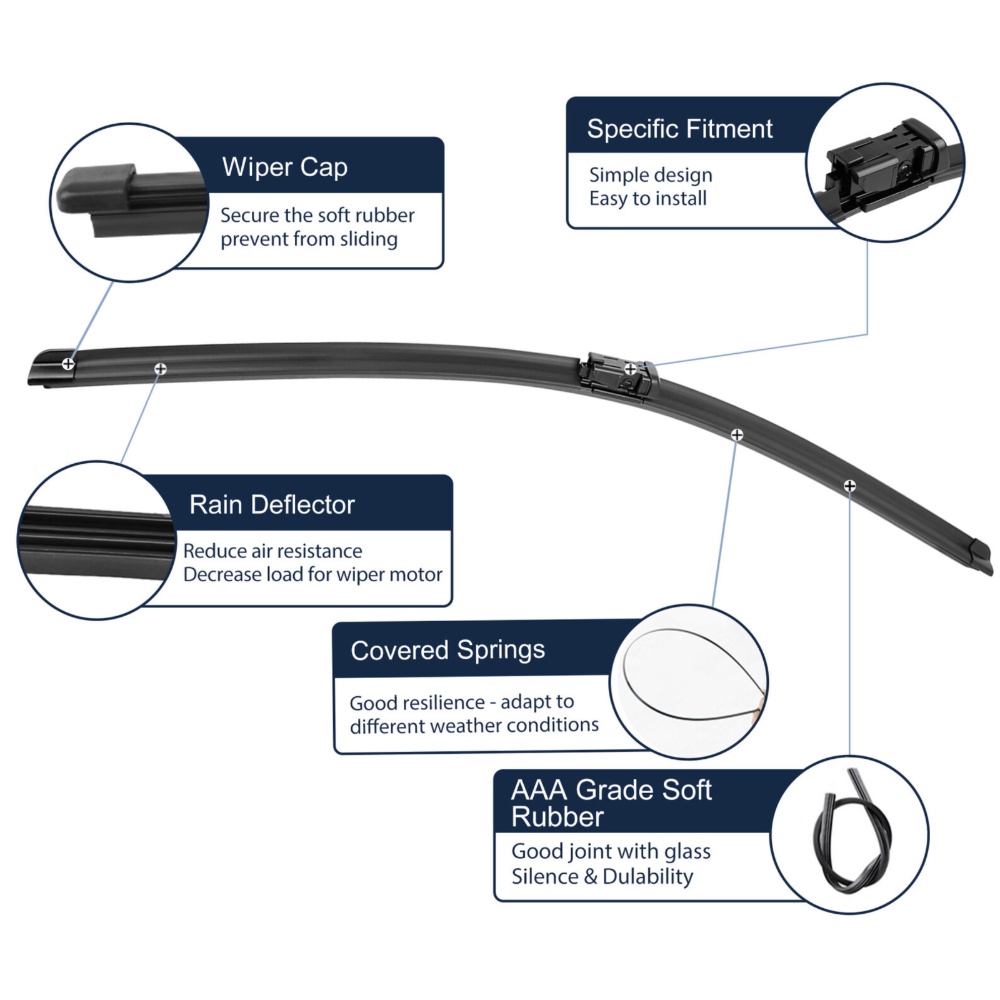 Wiper Cap
Secure the soft rubber
prevent from sliding
Specific Fitment
Simple design
Easy to install
Rain Deflector
Reduce air resistance
Decrease load for wiper motor
Covered Springs
Good resilience - adapt to
different weather conditions
AAA Grade Soft
Rubber
Good joint with glass
Silence & Dulability